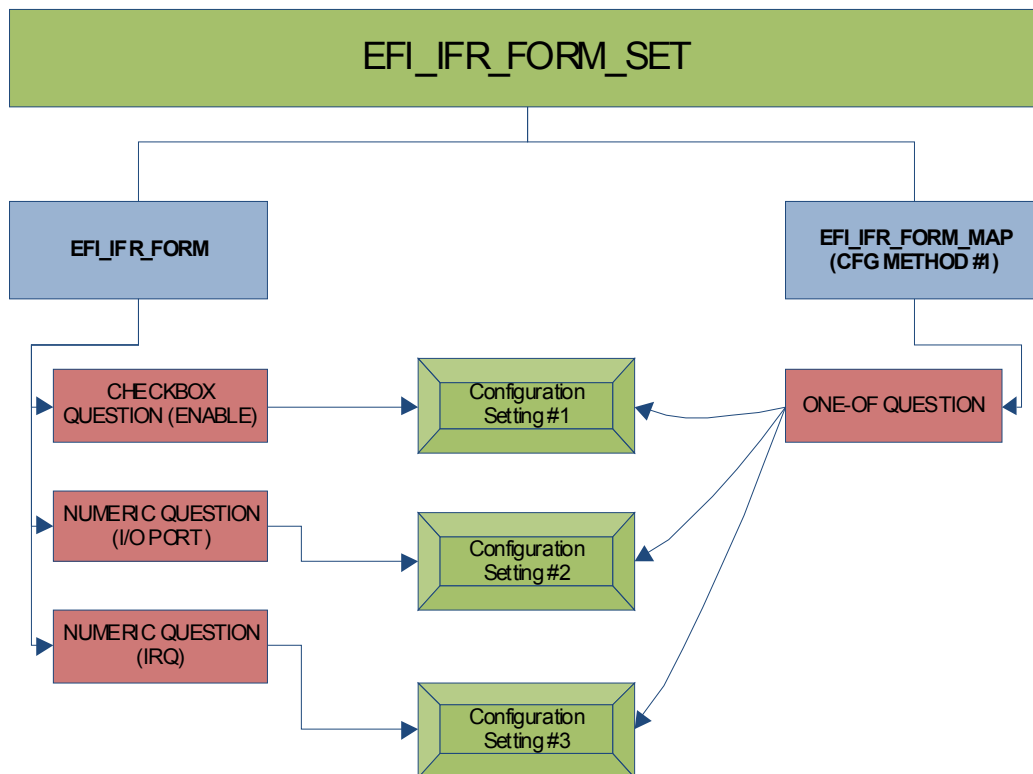 EFI_IFR_FORM_SET
EFI_IFR_FORM
EFI_IFR_FORM_MAP
(CFG METHOD #1)
CHECKBOX
QUESTION (ENABLE)
Configuration
Setting #1
ONE-OF QUESTION
NUMERIC QUESTION
(I/O PORT)
Configuration
Setting #2
NUMERIC QUESTION
(IRQ)
Configuration
Setting #3